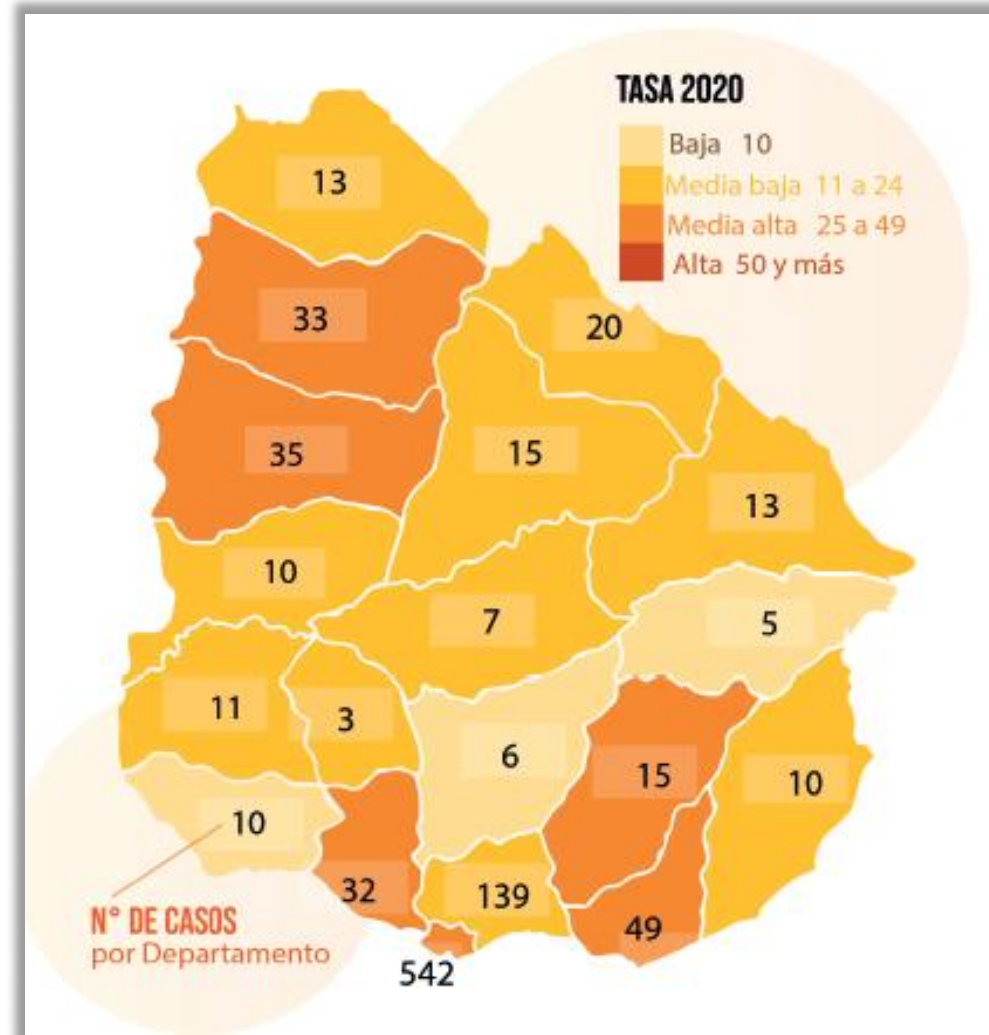 TASA 2020
Baja 10
Media baja 11 a 24
Media alta 25 a 49
Alta 50 y más
13
33
20
35
15
13
10
7
5
11
3
6
15
10
10
32
139
49
542
N° DE CASOS
por Departamento